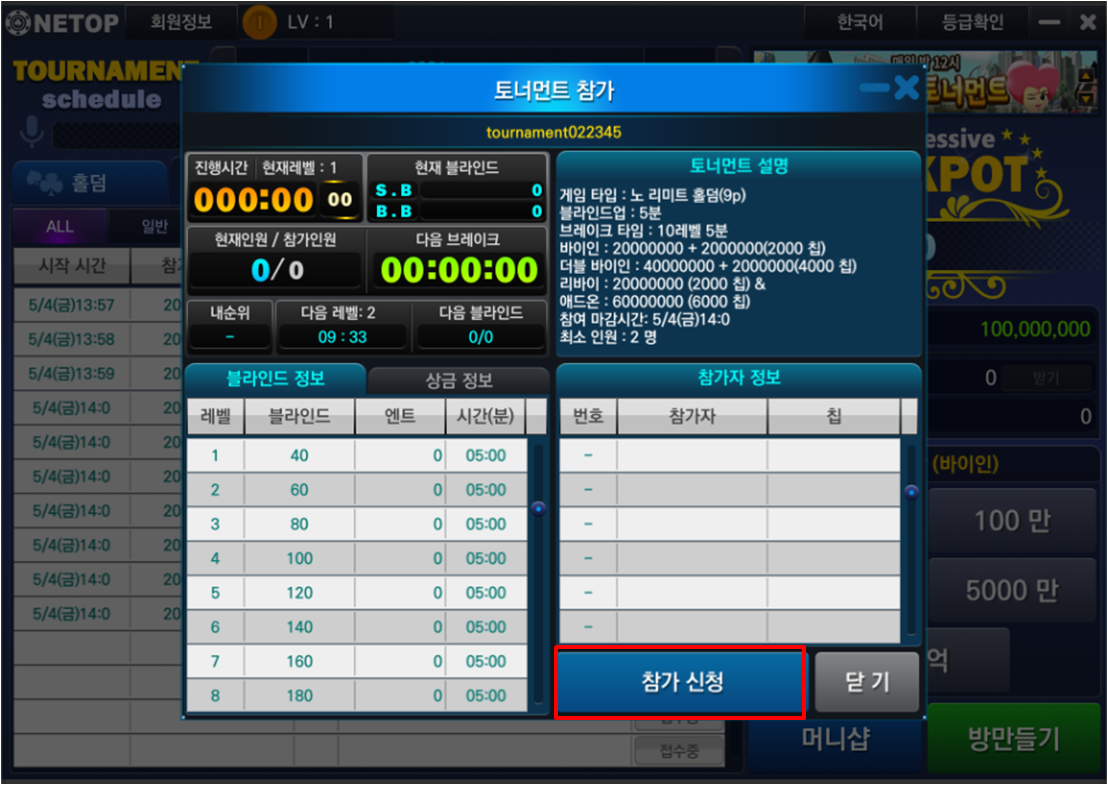 NETOP
회원정보
LV : 1
한국어
등급확인
TOURNAMENT
schedule
매일 밤 12시
토너먼트
홀덤
ALL
일반
시작 시간
5/4(금)13:57
5/4(금)13:58
5/4(금)13:59
5/4(금)14:0
5/4(금)14:0
5/4(금)14:0
5/4(금)14:0
5/4(금)14:0
5/4(금)14:0
5/4(금)14:0
토너먼트 참가
tournament022345
진행시간 현재레벨 : 1
000:00 00
현재 블라인드
S.B 0
B.B 0
현재인원 / 참가인원
0/0
다음 브레이크
00:00:00
내순위
-
다음 레벨: 2
09 : 33
다음 블라인드
0/0
토너먼트 설명
게임 타입 : 노 리미트 홀덤(9p)
블라인드업 : 5분
브레이크 타임 : 10레벨 5분
바이인 : 20000000 + 2000000(2000 칩)
더블 바이인 : 40000000 + 2000000(4000 칩)
리바이 : 20000000 (2000 칩) &
애드온 : 60000000 (6000 칩)
참여 마감시간: 5/4(금)14:0
최소 인원 : 2 명
블라인드 정보
상금 정보
레벨 블라인드 엔트 시간(분)
1 40 0 05:00
2 60 0 05:00
3 80 0 05:00
4 100 0 05:00
5 120 0 05:00
6 140 0 05:00
7 160 0 05:00
8 180 0 05:00
참가자 정보
번호 참가자 칩
-
-
-
-
-
-
참가 신청
닫 기
100,000,000
0 받기
0
(바이인)
100 만
5000 만
억
접수중
머니샵
방만들기